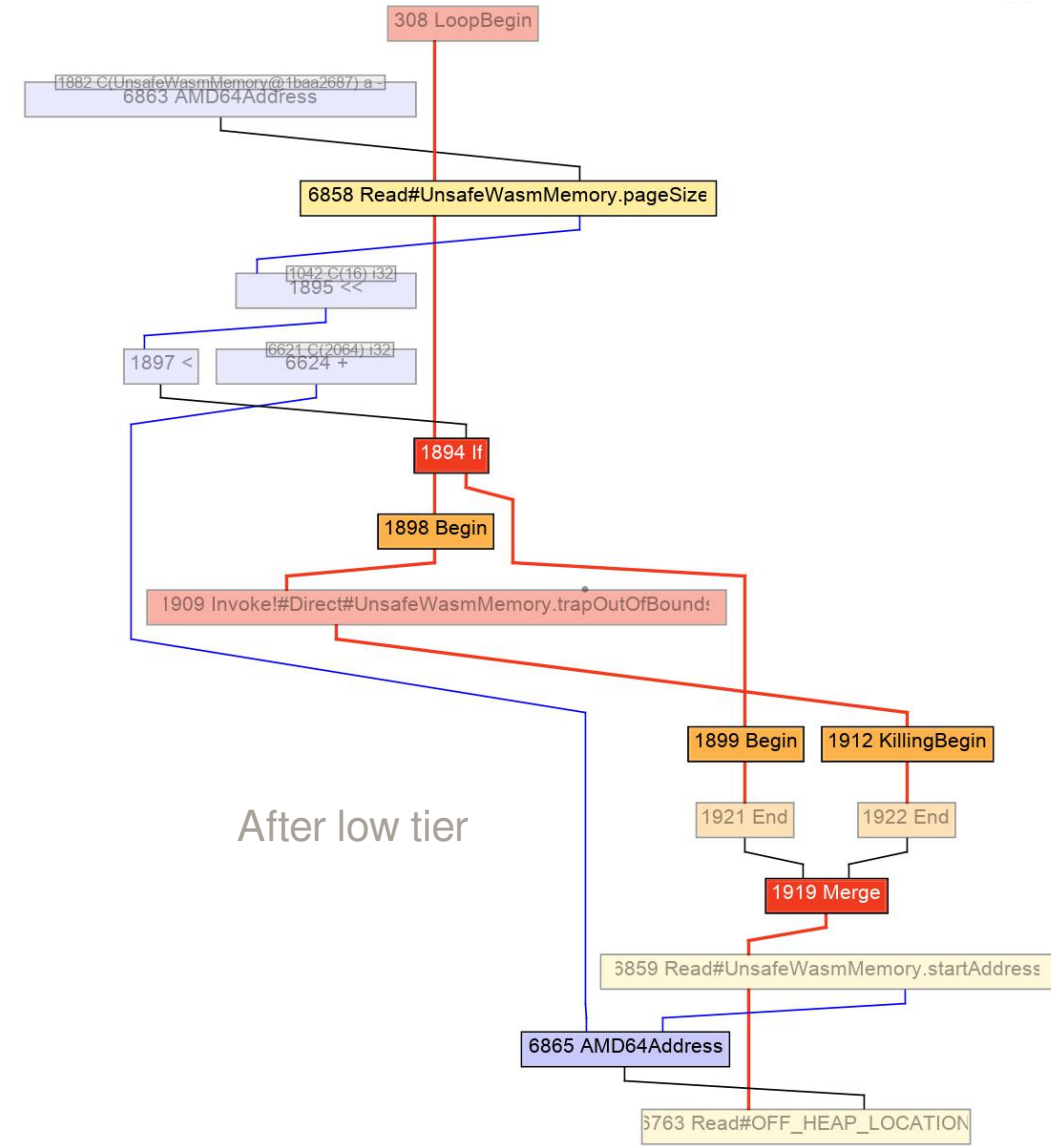 308 LoopBegin
1882 C(UnsafeWasmMemory@1baa2687) a -
6863 AMD64Address
6858 Read#UnsafeWasmMemory.pageSize
1042 C(16) i32
1895 <<
6621 C(2064) i32
1897 <
6624 +
1894 If
1898 Begin
1909 Invoke!#Direct#UnsafeWasmMemory.trapOutOfBounds
1899 Begin
1912 KillingBegin
1921 End
1922 End
After low tier
1919 Merge
6859 Read#UnsafeWasmMemory.startAddress
6865 AMD64Address
6763 Read#OFF_HEAP_LOCATION